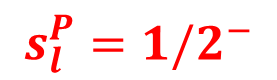 $s_l^P = 1/2^-$